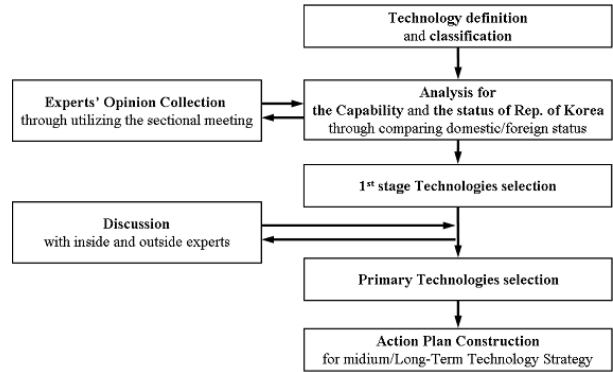 Technology definition
and classification
Experts' Opinion Collection
through utilizing the sectional meeting
Analysis for
the Capability and the status of Rep. of Korea
through comparing domestic/foreign status
1st stage Technologies selection
Discussion
with inside and outside experts
Primary Technologies selection
Action Plan Construction
for midium/Long-Term Technology Strategy